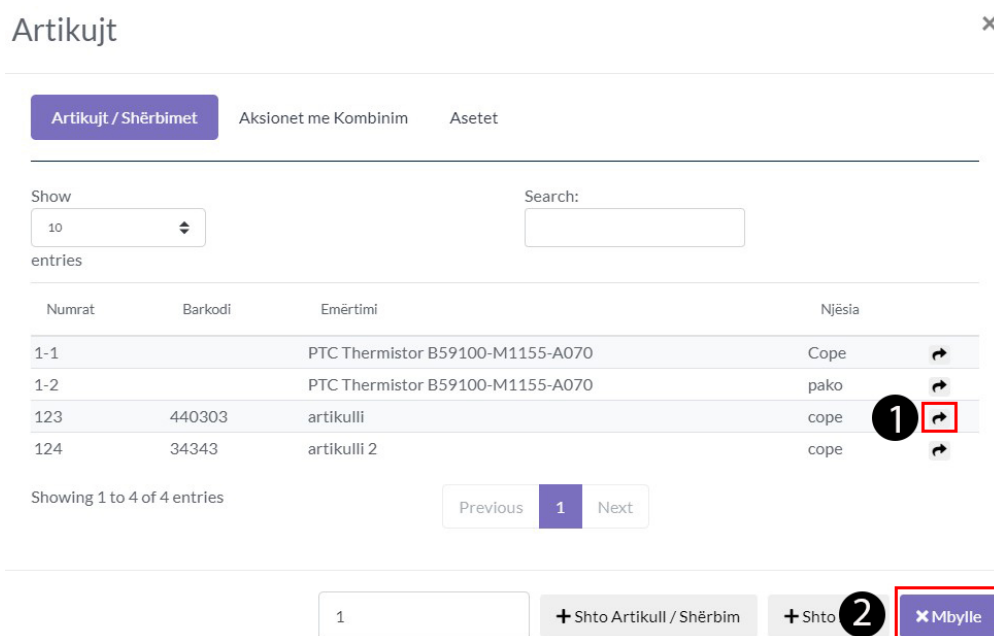 Artikujt
×
Artikujt / Shërbimet Aksionet me Kombinim Asetet
Show Search:
10
entries
Numrat Barkodi Emërtimi Njësia
1-1 PTC Thermistor B59100-M1155-A070 Cope
1-2 PTC Thermistor B59100-M1155-A070 pako
123 440303 artikulli cope 1
124 34343 artikulli 2 cope
Showing 1 to 4 of 4 entries
Previous 1 Next
1 +Shto Artikull / Shërbim +Shto 2 ×Mbylle